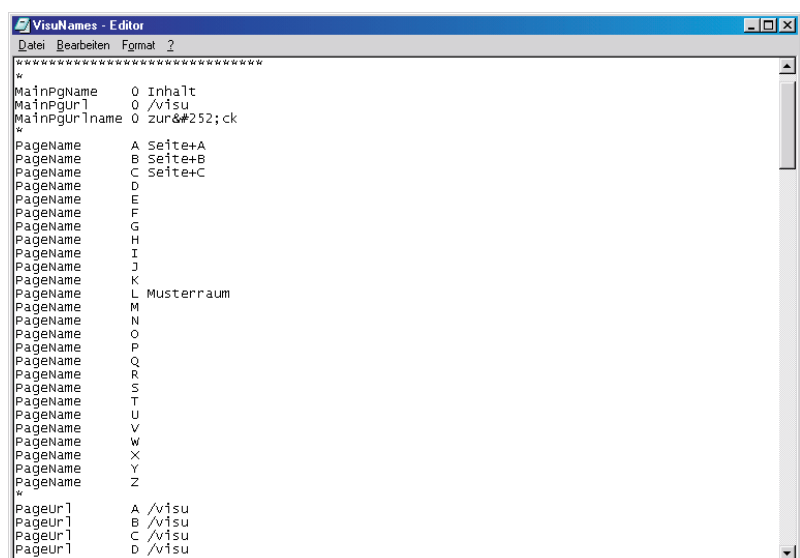 VisuNames - Editor
Datei Bearbeiten Format ?
******************************
*
MainPgName 0 Inhalt
MainPgUrl 0 /visu
MainPgUrlname 0 zur&#252;ck
*
PageName A Seite+A
PageName B Seite+B
PageName C Seite+C
PageName D
PageName E
PageName F
PageName G
PageName H
PageName I
PageName J
PageName K
PageName L Musterraum
PageName M
PageName N
PageName O
PageName P
PageName Q
PageName R
PageName S
PageName T
PageName U
PageName V
PageName W
PageName X
PageName Y
PageName Z
*
PageUrl A /visu
PageUrl B /visu
PageUrl C /visu
PageUrl D /visu